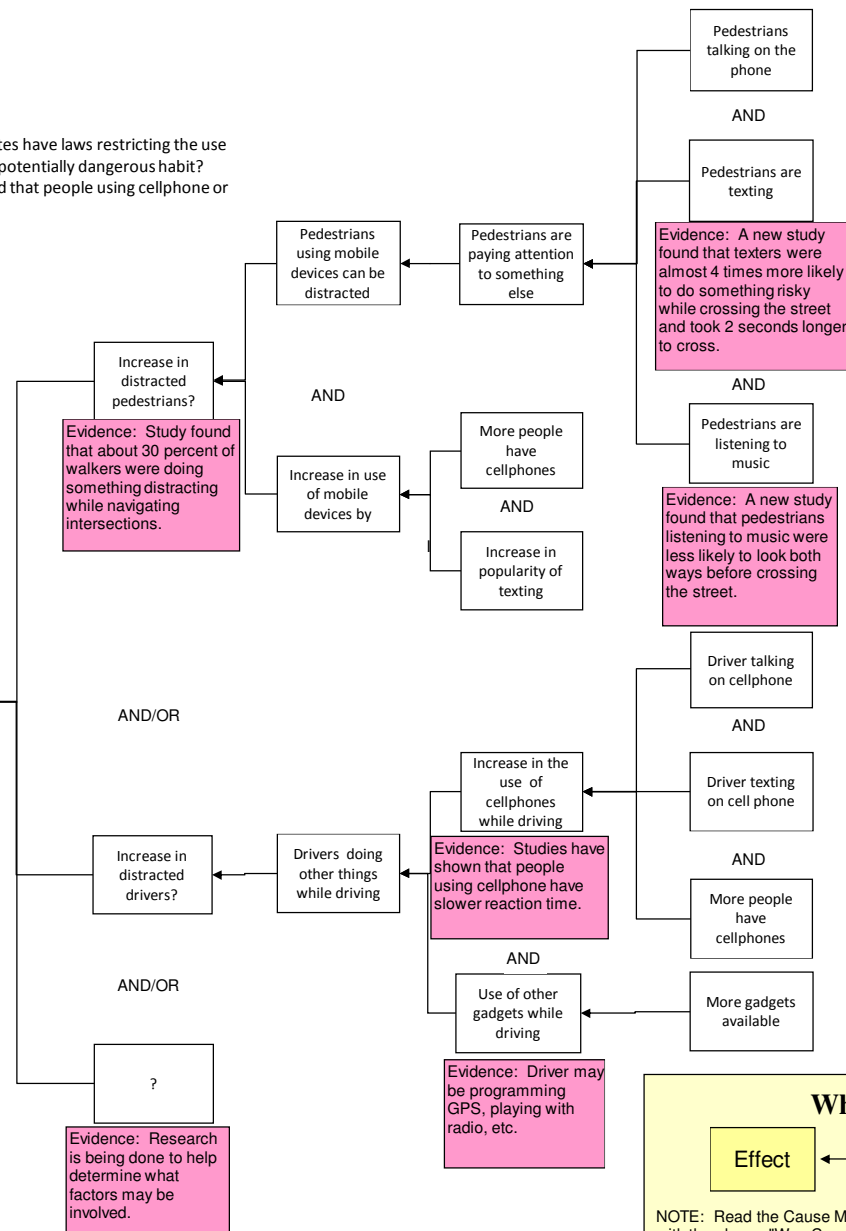 tes have laws restricting the use
potentially dangerous habit?
d that people using cellphone or
Pedestrians
talking on the
phone
AND
Pedestrians are
texting
Evidence: A new study
found that texters were
almost 4 times more likely
to do something risky
while crossing the street
and took 2 seconds longer
to cross.
AND
Pedestrians are
listening to
music
Evidence: A new study
found that pedestrians
listening to music were
less likely to look both
ways before crossing
the street.
Pedestrians
using mobile
devices can be
distracted
Pedestrians are
paying attention
to something
else
Increase in
distracted
pedestrians?
Evidence: Study found
that about 30 percent of
walkers were doing
something distracting
while navigating
intersections.
AND
Increase in use
of mobile
devices by
More people
have
cellphones
AND
Increase in
popularity of
texting
AND/OR
Driver talking
on cellphone
AND
Driver texting
on cell phone
AND
More people
have
cellphones
Increase in the
use of
cellphones
while driving
Evidence: Studies have
shown that people
using cellphone have
slower reaction time.
Increase in
distracted
drivers?
Drivers doing
other things
while driving
AND
Use of other
gadgets while
driving
Evidence: Driver may
be programming
GPS, playing with
radio, etc.
More gadgets
available
AND/OR
?
Evidence: Research
is being done to help
determine what
factors may be
involved.
Effect
NOTE: Read the Cause M